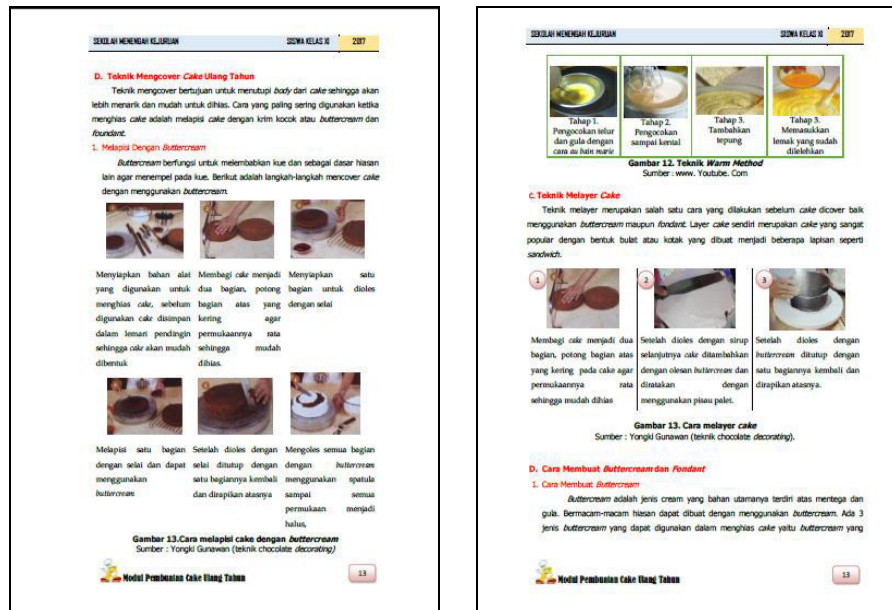 SEKOLAH MENENGAH KEJURUAN SISWA KELAS XI 2017
D. Teknik Mengcover Cake Ulang Tahun
Teknik mengcover bertujuan untuk menutupi body dari cake sehingga akan
lebih menarik dan mudah untuk dihias. Cara yang paling sering digunakan ketika
menghias cake adalah melapisi cake dengan krim kocok atau buttercream dan
foundant.
1. Melapisi Dengan Buttercream
Buttercream berfungsi untuk melembabkan kue dan sebagai dasar hiasan
lain agar menempel pada kue. Berikut adalah langkah-langkah mencover cake
dengan menggunakan buttercream.
Menyiapkan bahan alat
yang digunakan untuk
menghias cake, sebelum
digunakan cake disimpan
dalam lemari pendingin
sehingga cake akan mudah
dibentuk
Membagi cake menjadi
dua bagian, potong
bagian atas yang
kering agar
permukaannya rata
sehingga mudah
dihias.
Menyiapkan satu
bagian untuk dioles
dengan selai
Melapisi satu bagian
dengan selai dan dapat
menggunakan
buttercream
Setelah dioles dengan
selai ditutup dengan
satu bagiannya kembali
dan dirapikan atasnya
Mengoles semua bagian
dengan buttercream
menggunakan spatula
sampai semua
permukaan menjadi
halus,
Gambar 13.Cara melapisi cake dengan buttercream
Sumber : Yongki Gunawan (teknik chocolate decorating)
Modul Pembuatan Cake Ulang Tahun
13
SEKOLAH MENENGAH KEJURUAN SISWA KELAS XI 2017
Tahap 1.
Pengocokan telur
dan gula dengan
cara au bain marie
Tahap 2.
Pengocokan
sampai kental
Tahap 3.
Tambahkan
tepung
Tahap 3.
Memasukkan
lemak yang sudah
dilelehkan
Gambar 12. Teknik Warm Method
Sumber : www. Youtube. Com
C. Teknik Melayer Cake
Teknik melayer merupakan salah satu cara yang dilakukan sebelum cake dicover baik
menggunakan buttercream maupun fondant. Layer cake sendiri merupakan cake yang sangat
popular dengan bentuk bulat atau kotak yang dibuat menjadi beberapa lapisan seperti
sandwich.
1
2
3
Membagi cake menjadi dua
bagian, potong bagian atas
yang kering pada cake agar
permukaannya rata
sehingga mudah dihias
Setelah dioles dengan sirup
selanjutnya cake ditambahkan
dengan olesan buttercream dan
diratakan dengan
menggunakan pisau palet.
Setelah dioles dengan
buttercream ditutup dengan
satu bagiannya kembali dan
dirapikan atasnya.
Gambar 13. Cara melayer cake
Sumber : Yongki Gunawan (teknik chocolate decorating).
D. Cara Membuat Buttercream dan Fondant
1. Cara Membuat Buttercream
Buttercream adalah jenis cream yang bahan utamanya terdiri atas mentega dan
gula. Bermacam-macam hiasan dapat dibuat dengan menggunakan buttercream. Ada 3
jenis buttercream yang dapat digunakan dalam menghias cake yaitu buttercream yang
Modul Pembuatan Cake Ulang Tahun
13